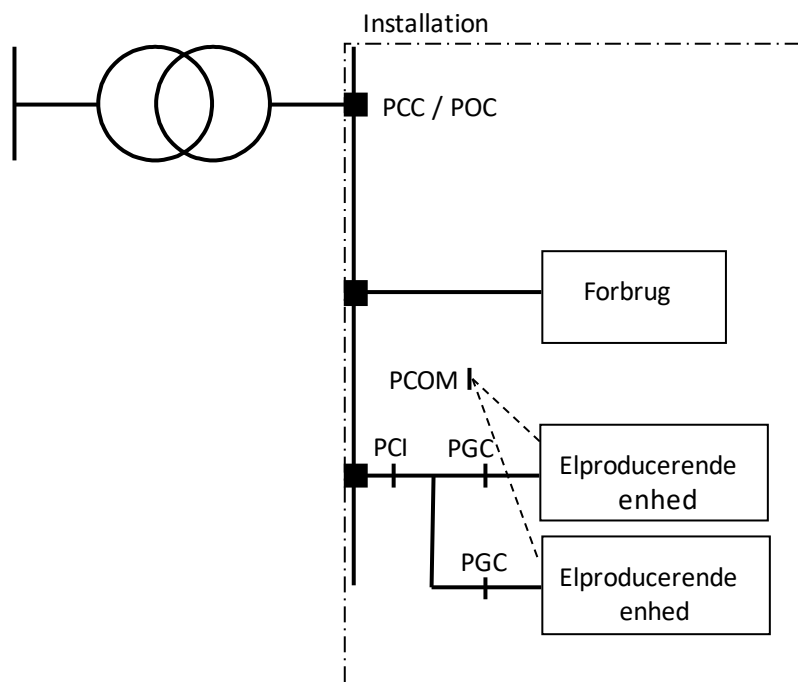 Installation
PCC / POC
Forbrug
PCOM
PCI
PGC
Elproducerende
enhed
PGC
Elproducerende
enhed